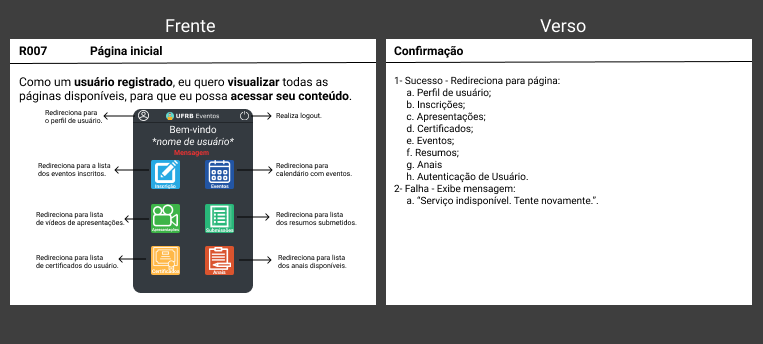 Frente
R007 Página inicial
Como um usuário registrado, eu quero visualizar todas as
páginas disponíveis, para que eu possa acessar seu conteúdo.
Redireciona para
o perfil de usuário.
UFRB Eventos
Realiza logout.
Bem-vindo
*nome de usuário*
Mensagem
Redireciona para a lista
dos eventos inscritos.
Inscrição
Eventos
Redireciona para
calendário com eventos.
Redireciona para lista
de vídeos de apresentações.
Apresentações
Submissões
Redireciona para lista
dos resumos submetidos.
Redireciona para lista
de certificados do usuário.
Certificados
Anais
Redireciona para lista
dos anais disponíveis.
Verso
Confirmação
1- Sucesso - Redireciona para página:
a. Perfil de usuário;
b. Inscrições;
c. Apresentações;
d. Certificados;
e. Eventos;
f. Resumos;
g. Anais
h. Autenticação de Usuário.
2- Falha - Exibe mensagem:
a. “Serviço indisponível. Tente novamente.”.